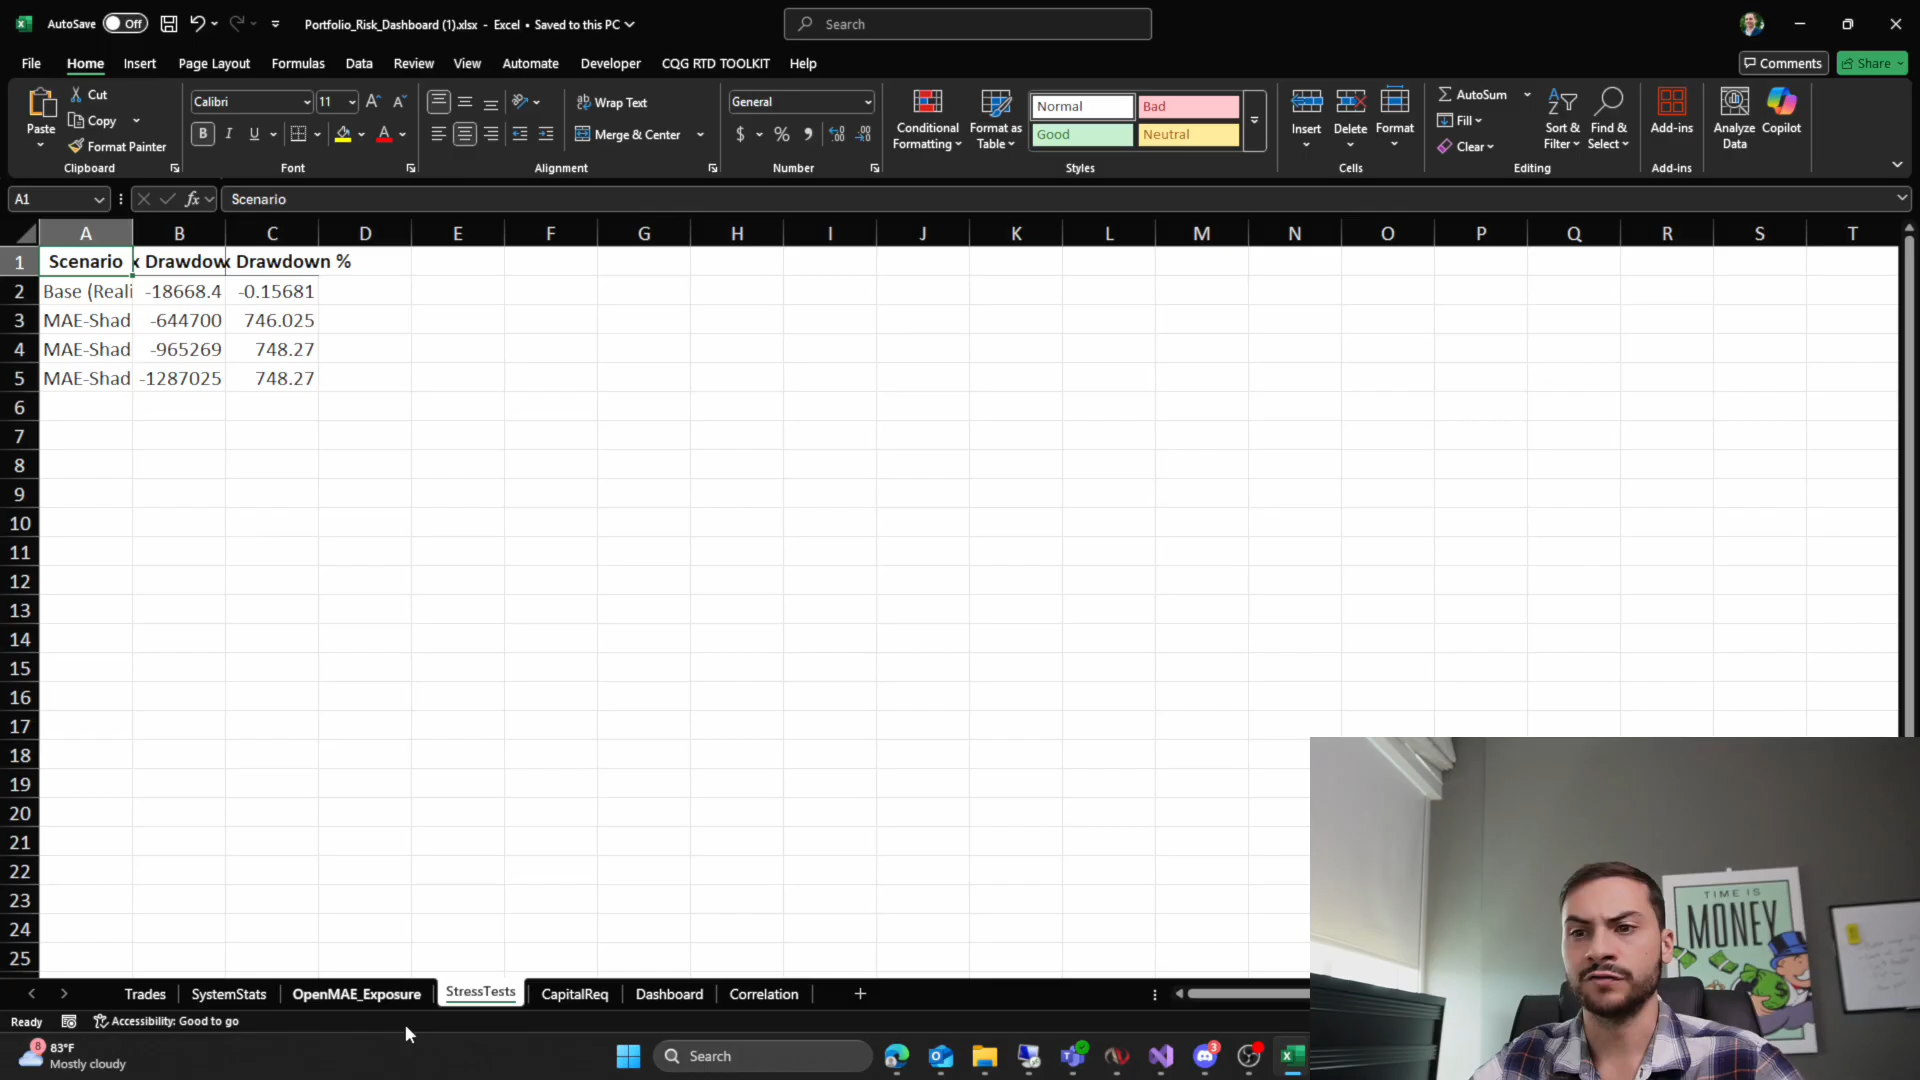 AutoSave Off Portfolio_Risk_Dashboard (1).xlsx - Excel • Saved to this PC Search
File Home Insert Page Layout Formulas Data Review View Automate Developer CQG RTD TOOLKIT Help Comments Share
Paste Cut Copy Format Painter Clipboard
Calibri 11 B I U Font
Wrap Text Merge & Center Alignment
General $ % Number
Conditional Formatting Format as Table Normal Bad Good Neutral Styles
Insert Delete Format Cells
AutoSum Fill Clear Sort & Filter Find & Select Editing
Add-ins Add-ins
Analyze Data Copilot
A1 fx Scenario
A B C D E F G H I J K L M N O P Q R S T
1 Scenario x Drawdow x Drawdown %
2 Base (Reali -18668.4 -0.15681
3 MAE-Shad -644700 746.025
4 MAE-Shad -965269 748.27
5 MAE-Shad -1287025 748.27
6
7
8
9
10
11
12
13
14
15
16
17
18
19
20
21
22
23
24
25
TIME IS
MONEY
Trades SystemStats OpenMAE_Exposure StressTests CapitalReq Dashboard Correlation
Ready Accessibility: Good to go
8 83°F
Mostly cloudy
Search
3